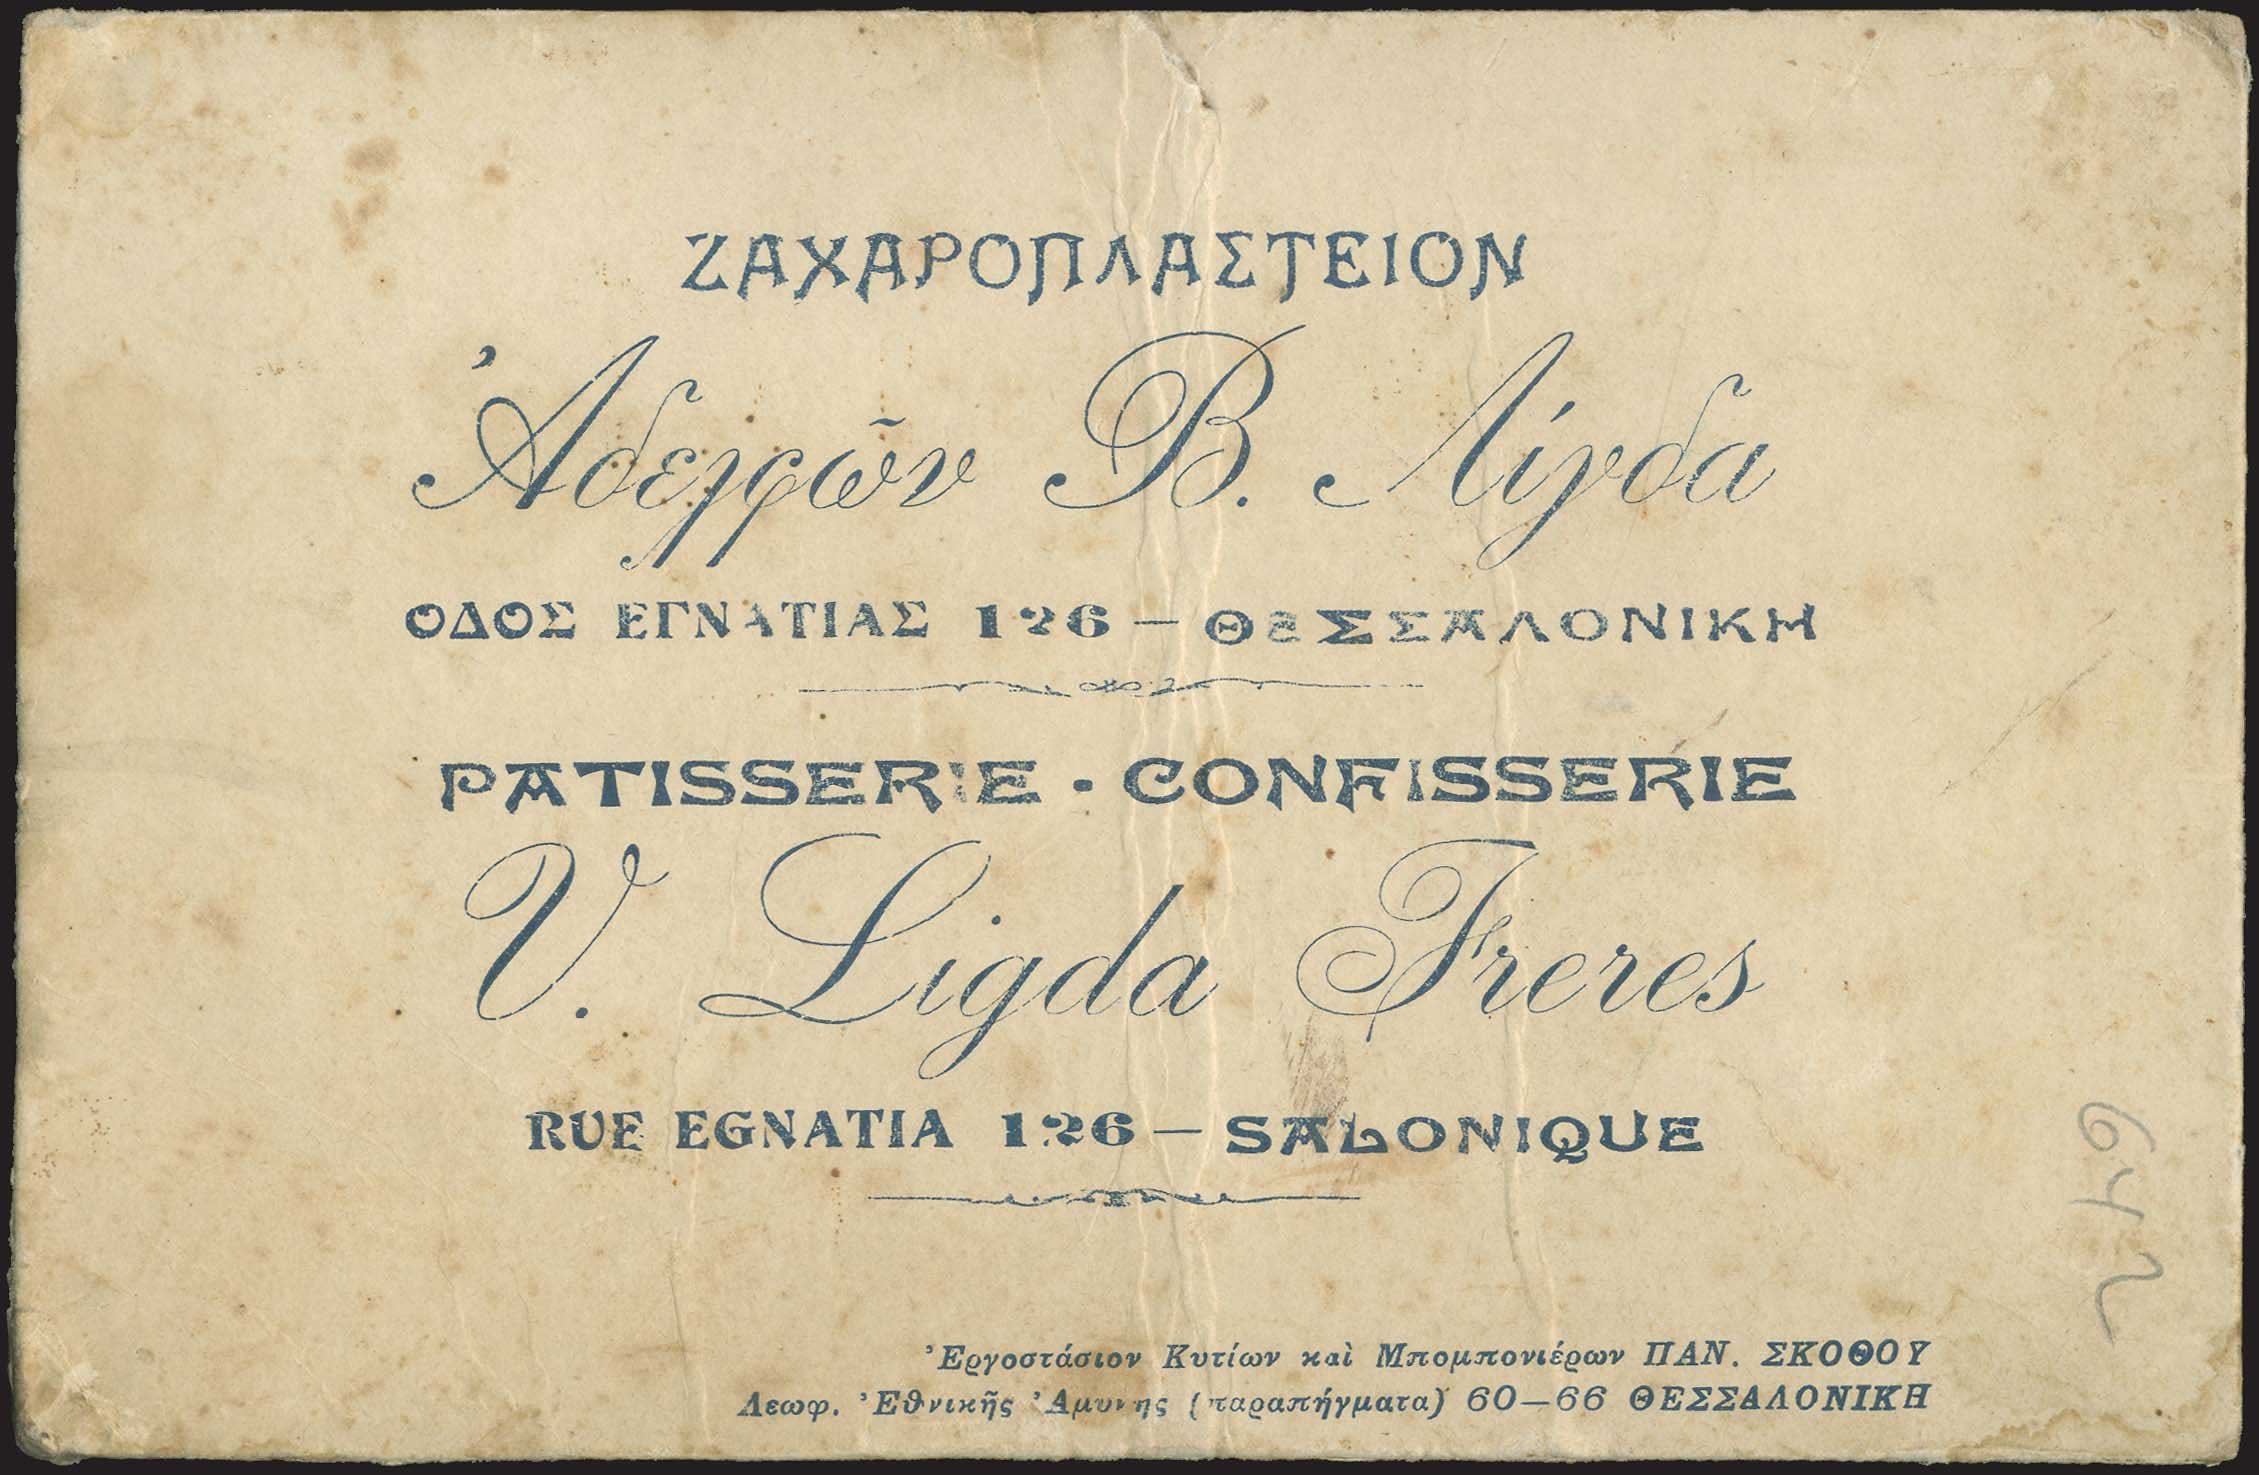 ΖΑΧΑΡΟΠΛΑΣΤΕΙΟΝ
Ἀδελφῶν Β. Λίγδα
ΟΔΟΣ ΕΓΝΑΤΙΑΣ 126 — ΘΕΣΣΑΛΟΝΙΚΗ
PATISSERIE · CONFISSERIE
V. Ligda Freres
RUE EGNATIA 126 — SALONIQUE
Ἐργοστάσιον Κυτίων καὶ Μπομπονιέρων ΠΑΝ. ΣΚΟΘΟΥ
Λεωφ. Ἐθνικῆς Ἀμυνης (παραπήγματα) 60—66 ΘΕΣΣΑΛΟΝΙΚΗ
249